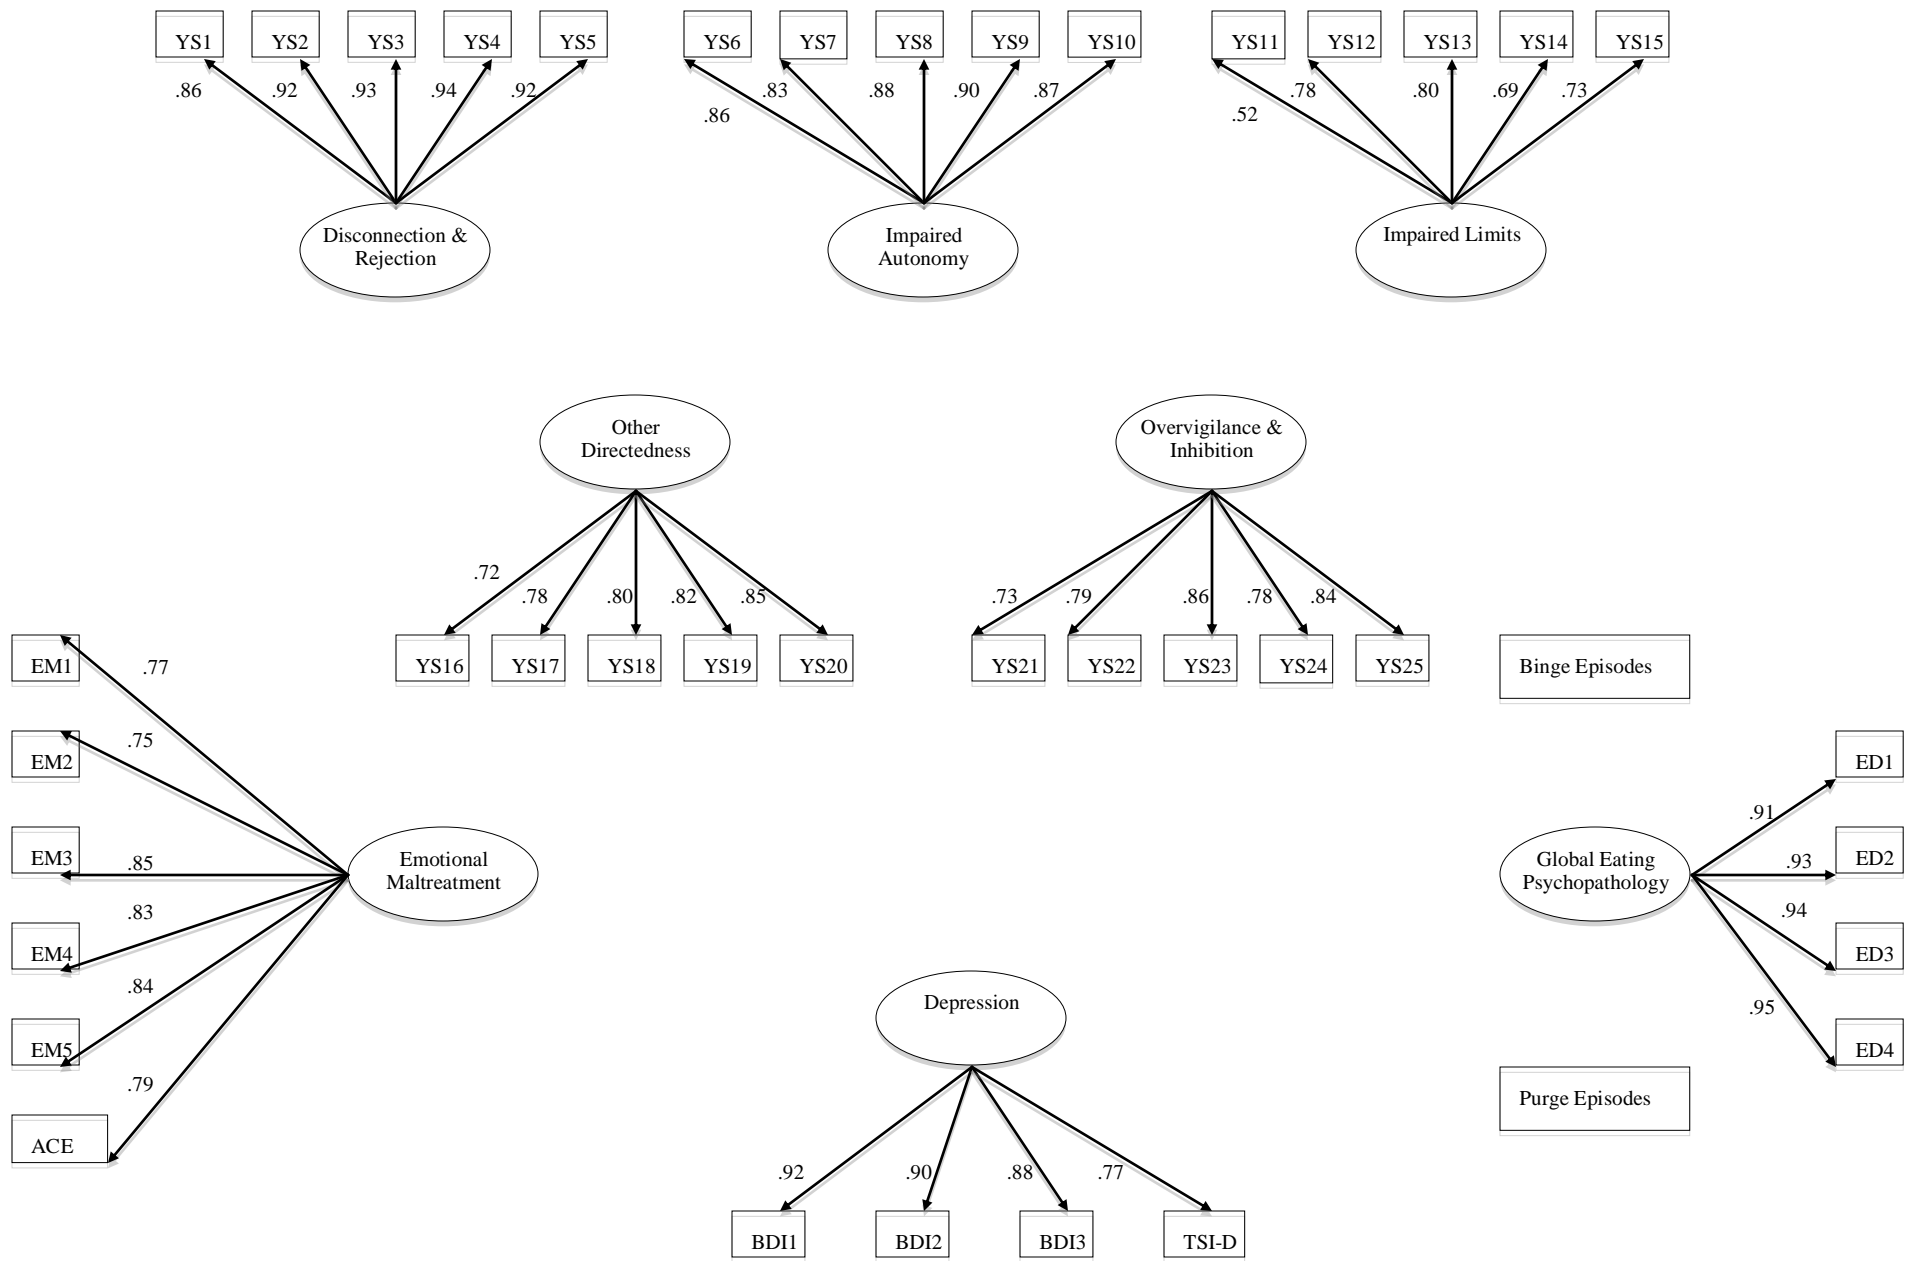 YS1 YS2 YS3 YS4 YS5 YS6 YS7 YS8 YS9 YS10 YS11 YS12 YS13 YS14 YS15
.86 .92 .93 .94 .92 .83 .88 .90 .87 .78 .80 .69 .73
.86 .52
Disconnection &
Rejection
Impaired
Autonomy
Impaired Limits
Other
Directedness
Overvigilance &
Inhibition
.72
.78 .80 .82 .85 .73 .79 .86 .78 .84
YS16 YS17 YS18 YS19 YS20 YS21 YS22 YS23 YS24 YS25
Binge Episodes
EM1
.77
.75
EM2
EM3
.85
.83
EM4
.84
EM5
.79
ACE
Emotional
Maltreatment
Global Eating
Psychopathology
.91
ED1
.93
ED2
.94
ED3
.95
ED4
Depression
Purge Episodes
.92 .90 .88 .77
BDI1 BDI2 BDI3 TSI-D